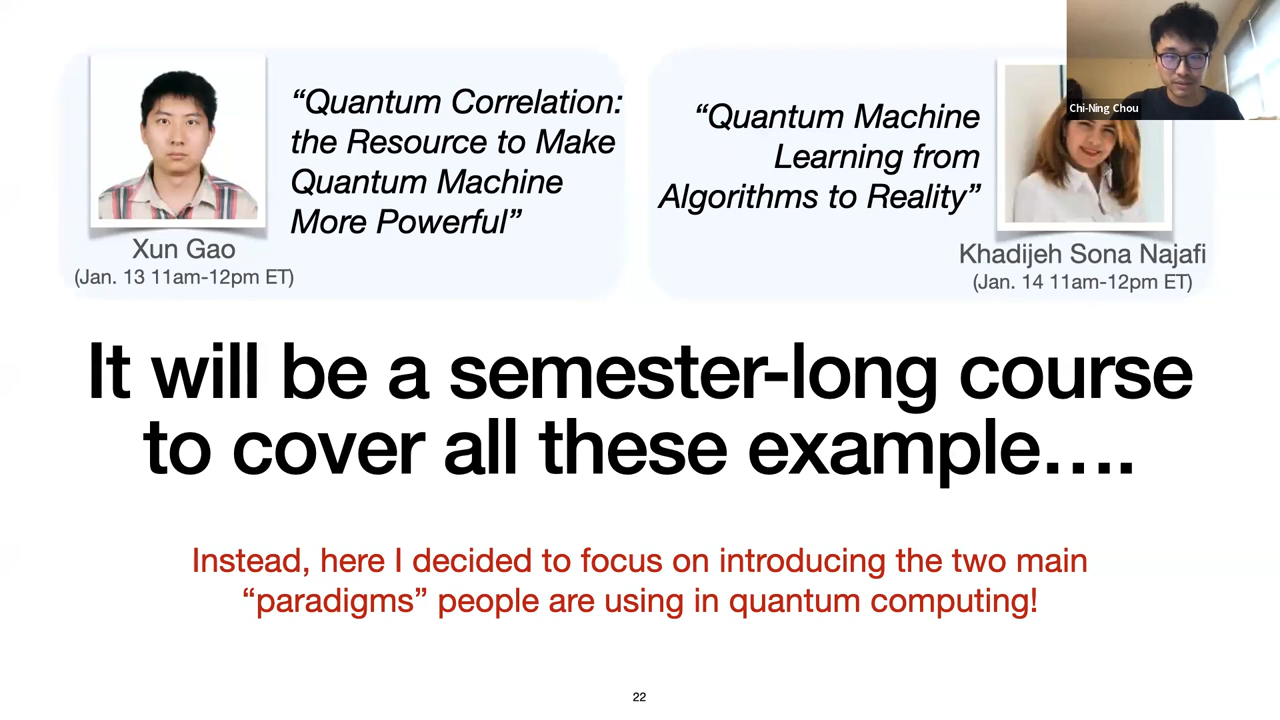 “Quantum Correlation:
the Resource to Make
Quantum Machine
More Powerful”
Xun Gao
(Jan. 13 11am-12pm ET)
“Quantum Machine
Learning from
Algorithms to Reality”
Khadijeh Sona Najafi
(Jan. 14 11am-12pm ET)
Chi-Ning Chou
It will be a semester-long course
to cover all these example….
Instead, here I decided to focus on introducing the two main
“paradigms” people are using in quantum computing!
22